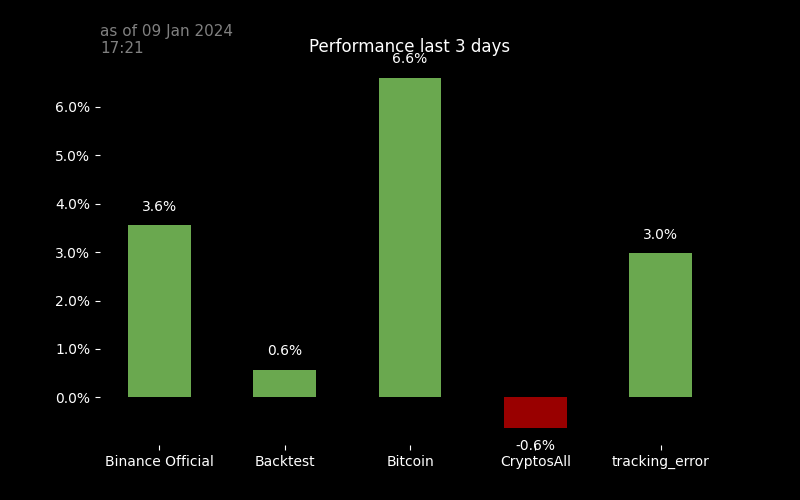 as of 09 Jan 2024
17:21
Performance last 3 days
6.6%
6.0%
5.0%
4.0%
3.6%
3.0%
3.0%
2.0%
1.0%
0.6%
0.0%
-0.6%
Binance Official
Backtest
Bitcoin
CryptosAll
tracking_error